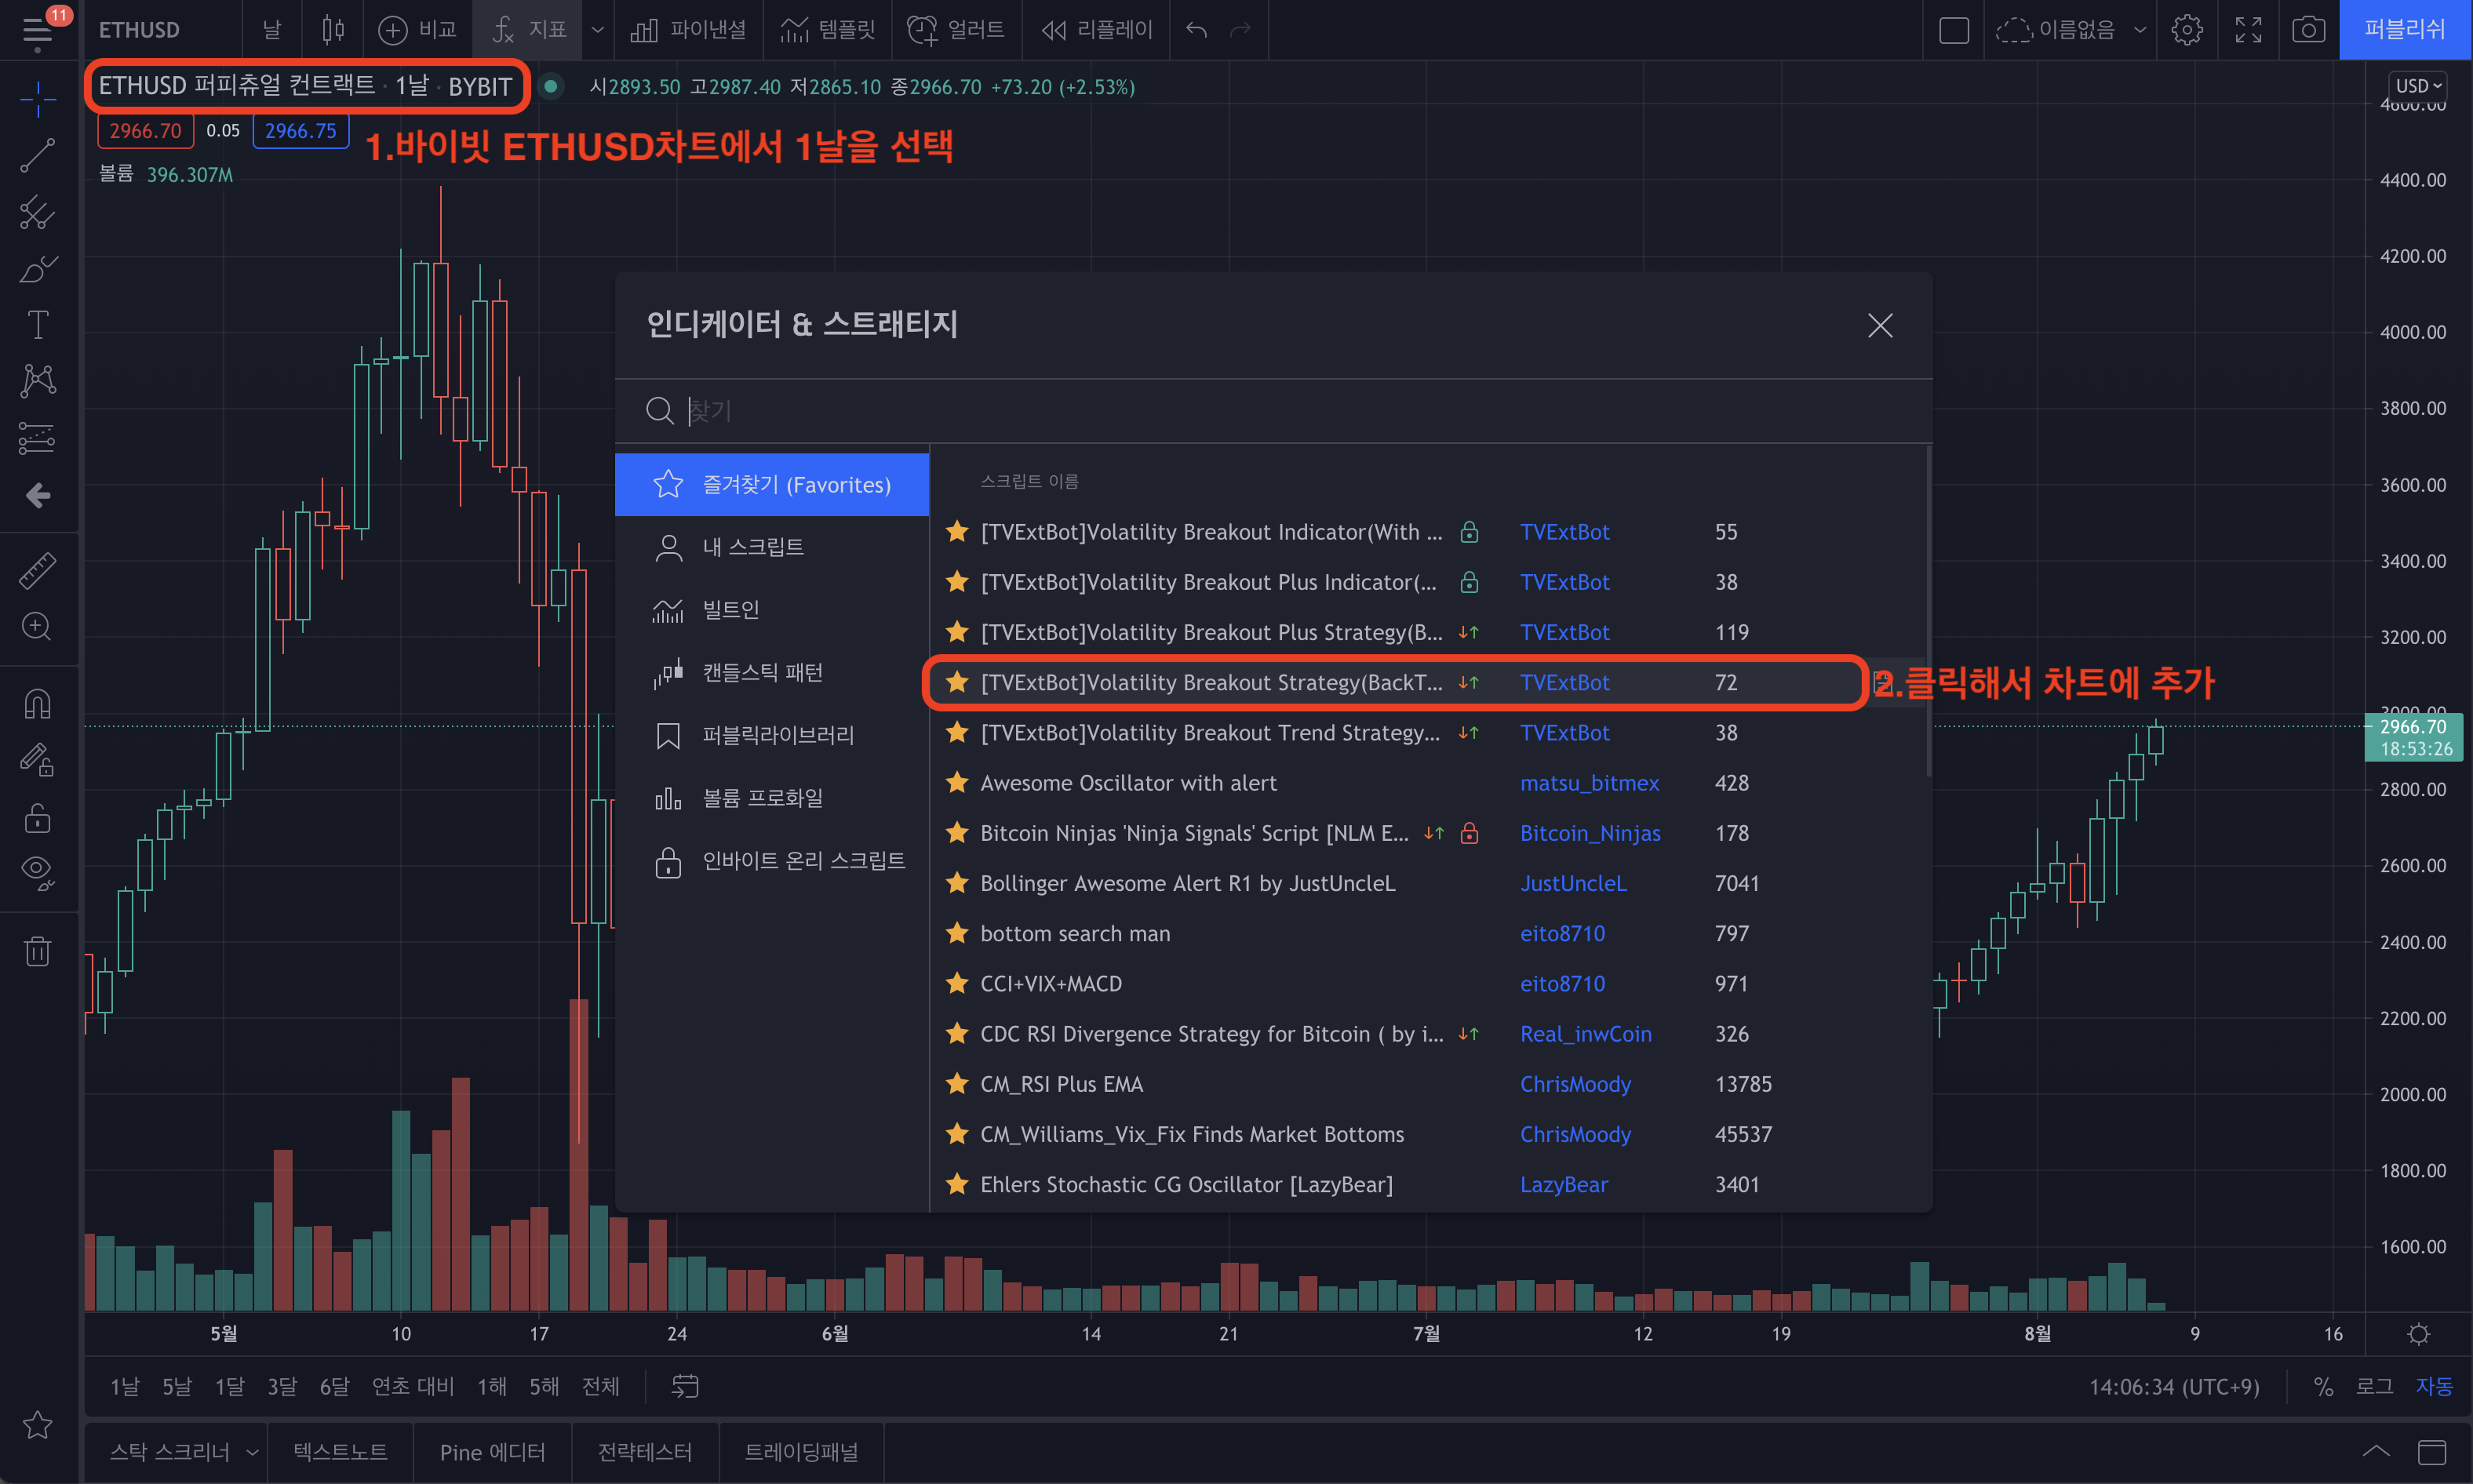 11
ETHUSD 날 비교 지표 파이낸셜 템플릿 얼러트 리플레이 이름없음 퍼블리쉬
ETHUSD 퍼피츄얼 컨트랙트 · 1날 · BYBIT 시2893.50 고2987.40 저2865.10 종2966.70 +73.20 (+2.53%)
2966.70 0.05 2966.75
1.바이빗 ETHUSD차트에서 1날을 선택
볼륨 396.307M
USD
4600.00
4400.00
4200.00
4000.00
3800.00
3600.00
3400.00
3200.00
3000.00
2966.70
18:53:26
2800.00
2600.00
2400.00
2200.00
2000.00
1800.00
1600.00
인디케이터 & 스트래티지
찾기
즐겨찾기 (Favorites)
내 스크립트
빌트인
캔들스틱 패턴
퍼블릭라이브러리
볼륨 프로화일
인바이트 온리 스크립트
스크립트 이름
[TVExtBot]Volatility Breakout Indicator(With ... TVExtBot 55
[TVExtBot]Volatility Breakout Plus Indicator(... TVExtBot 38
[TVExtBot]Volatility Breakout Plus Strategy(B... TVExtBot 119
[TVExtBot]Volatility Breakout Strategy(BackT... TVExtBot 72
2.클릭해서 차트에 추가
[TVExtBot]Volatility Breakout Trend Strategy... TVExtBot 38
Awesome Oscillator with alert matsu_bitmex 428
Bitcoin Ninjas 'Ninja Signals' Script [NLM E... Bitcoin_Ninjas 178
Bollinger Awesome Alert R1 by JustUncleL JustUncleL 7041
bottom search man eito8710 797
CCI+VIX+MACD eito8710 971
CDC RSI Divergence Strategy for Bitcoin ( by i... Real_inwCoin 326
CM_RSI Plus EMA ChrisMoody 13785
CM_Williams_Vix_Fix Finds Market Bottoms ChrisMoody 45537
Ehlers Stochastic CG Oscillator [LazyBear] LazyBear 3401
5월 10 17 24 6월 14 21 7월 12 19 8월 9 16
1날 5날 1달 3달 6달 연초 대비 1해 5해 전체 14:06:34 (UTC+9) % 로그 자동
스탁 스크리너 텍스트노트 Pine 에디터 전략테스터 트레이딩패널